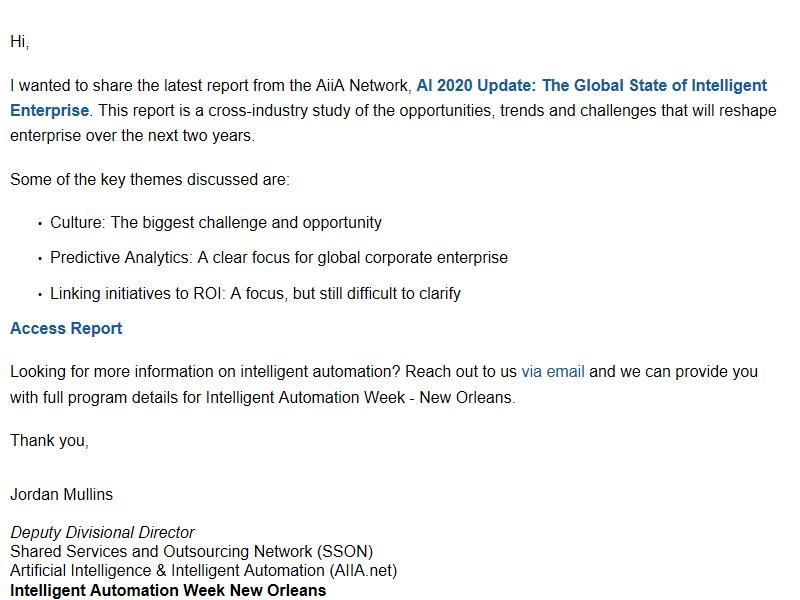 Hi,
I wanted to share the latest report from the AiiA Network, AI 2020 Update: The Global State of Intelligent
Enterprise. This report is a cross-industry study of the opportunities, trends and challenges that will reshape
enterprise over the next two years.
Some of the key themes discussed are:
• Culture: The biggest challenge and opportunity
• Predictive Analytics: A clear focus for global corporate enterprise
• Linking initiatives to ROI: A focus, but still difficult to clarify
Access Report
Looking for more information on intelligent automation? Reach out to us via email and we can provide you
with full program details for Intelligent Automation Week - New Orleans.
Thank you,
Jordan Mullins
Deputy Divisional Director
Shared Services and Outsourcing Network (SSON)
Artificial Intelligence & Intelligent Automation (AIIA.net)
Intelligent Automation Week New Orleans